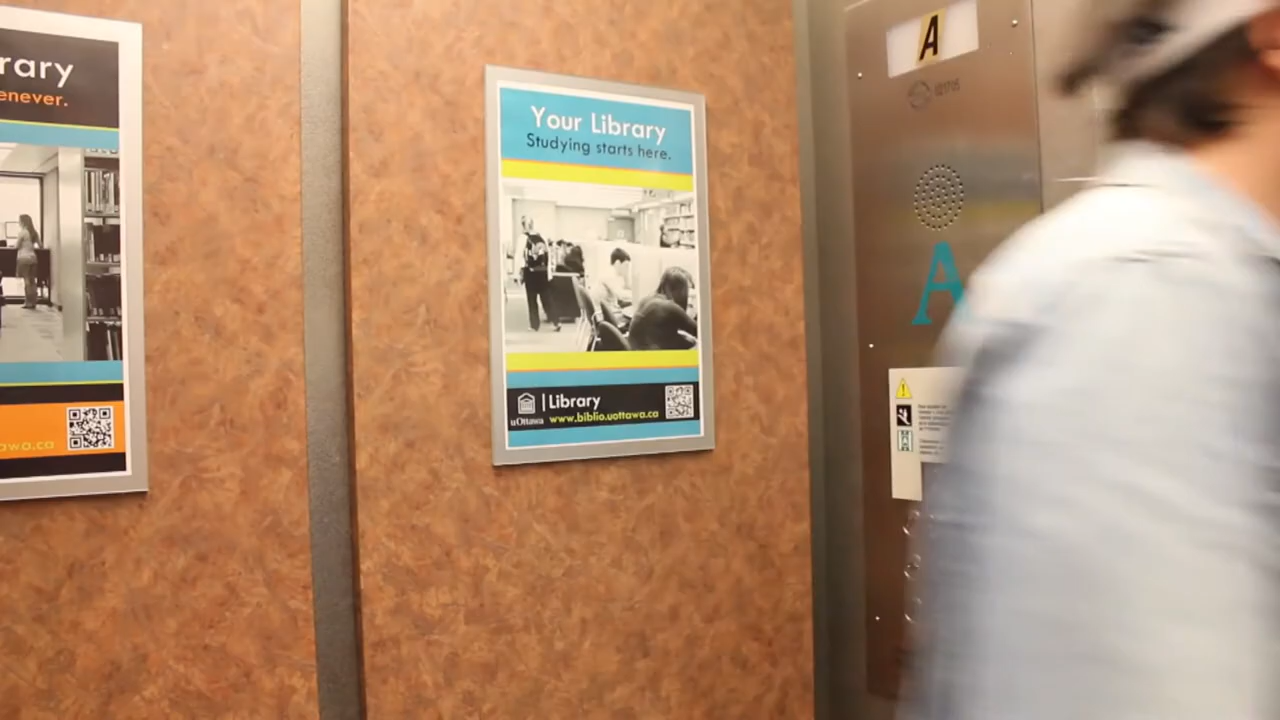 rary
enever.
awa.ca
Your Library
Studying starts here.
uOttawa
|Library
www.biblio.uottawa.ca
A
A